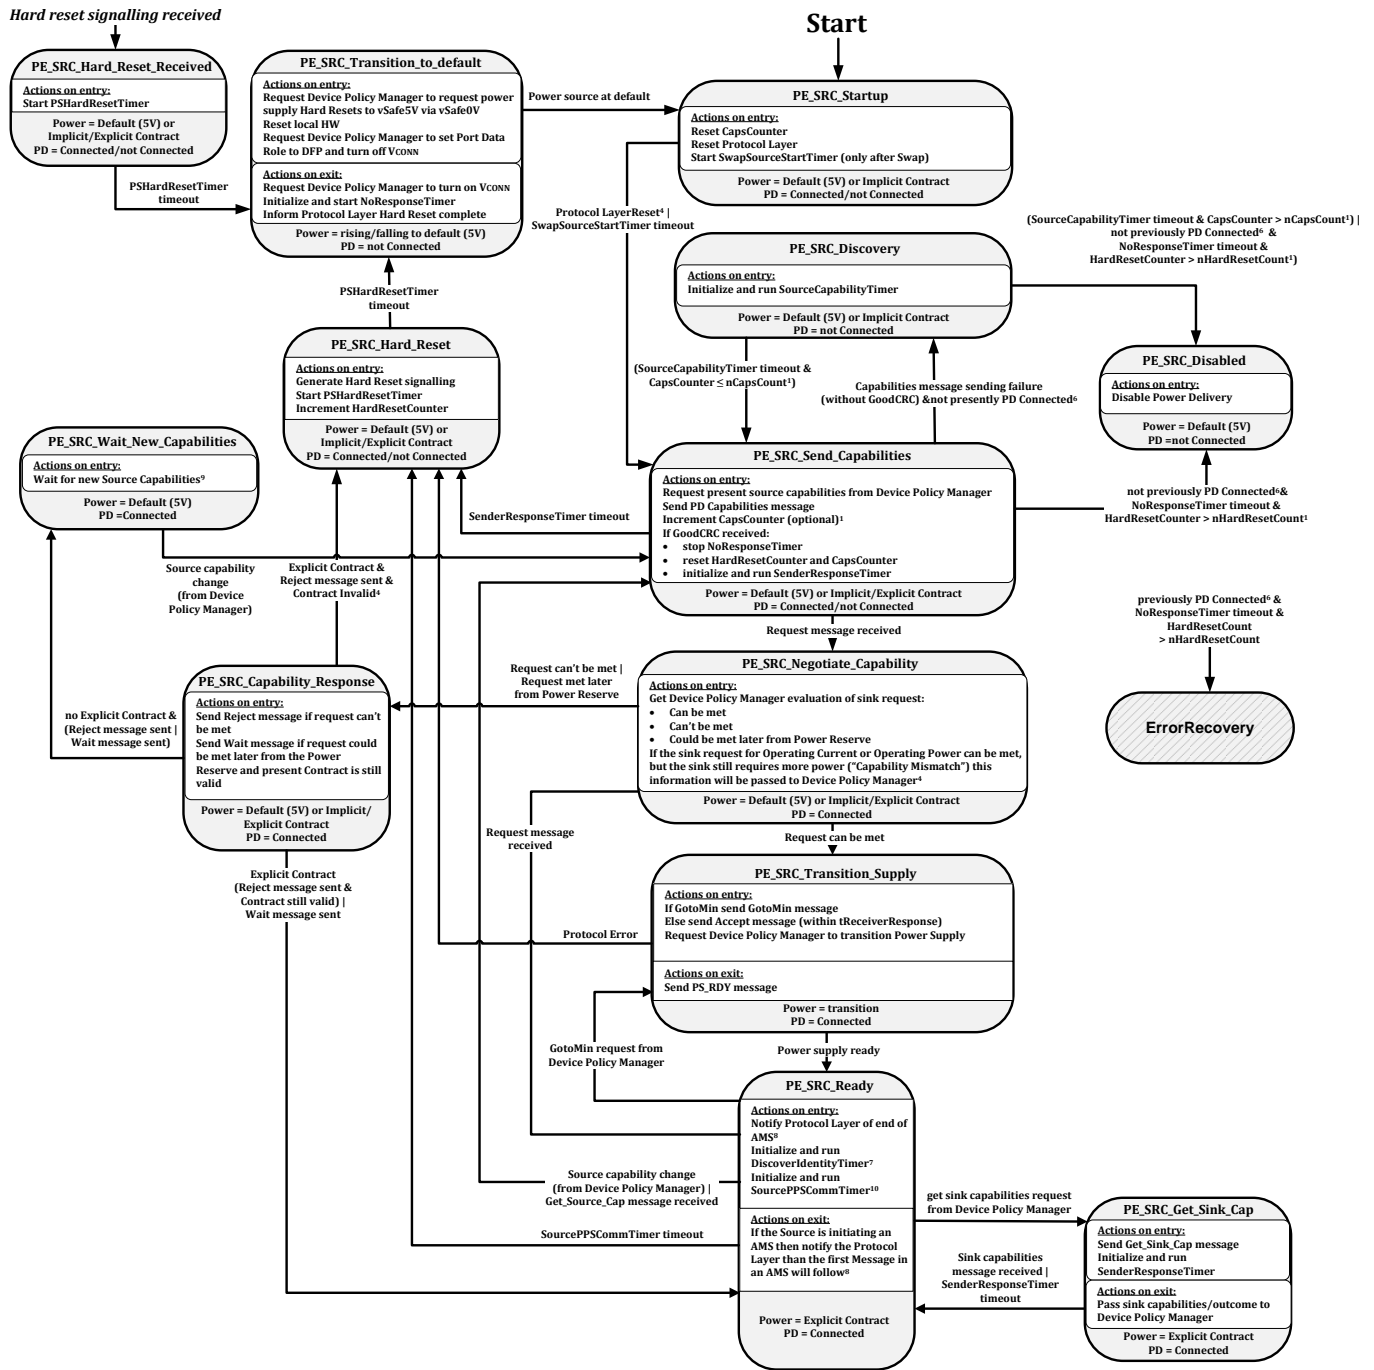 Hard reset signalling received
Start
PE_SRC_Hard_Reset_Received
Actions on entry:
Start PSHardResetTimer
Power = Default (5V) or
Implicit/Explicit Contract
PD = Connected/not Connected
PSHardResetTimer
timeout
PE_SRC_Transition_to_default
Actions on entry:
Request Device Policy Manager to request power
supply Hard Resets to vSafe5V via vSafe0V
Reset local HW
Request Device Policy Manager to set Port Data
Role to DFP and turn off VCONN
Actions on exit:
Request Device Policy Manager to turn on VCONN
Initialize and start NoResponseTimer
Inform Protocol Layer Hard Reset complete
Power = rising/falling to default (5V)
PD = not Connected
Power source at default
PE_SRC_Startup
Actions on entry:
Reset CapsCounter
Reset Protocol Layer
Start SwapSourceStartTimer (only after Swap)
Power = Default (5V) or Implicit Contract
PD = Connected/not Connected
Protocol LayerReset⁴ |
SwapSourceStartTimer timeout
(SourceCapabilityTimer timeout & CapsCounter > nCapsCount¹) |
not previously PD Connected⁶ &
NoResponseTimer timeout &
HardResetCounter > nHardResetCount¹)
PE_SRC_Discovery
Actions on entry:
Initialize and run SourceCapabilityTimer
Power = Default (5V) or Implicit Contract
PD = not Connected
PSHardResetTimer
timeout
PE_SRC_Hard_Reset
Actions on entry:
Generate Hard Reset signalling
Start PSHardResetTimer
Increment HardResetCounter
Power = Default (5V) or
Implicit/Explicit Contract
PD = Connected/not Connected
(SourceCapabilityTimer timeout &
CapsCounter ≤ nCapsCount¹)
Capabilities message sending failure
(without GoodCRC) &not presently PD Connected⁶
PE_SRC_Disabled
Actions on entry:
Disable Power Delivery
Power = Default (5V)
PD =not Connected
PE_SRC_Wait_New_Capabilities
Actions on entry:
Wait for new Source Capabilities⁹
Power = Default (5V)
PD =Connected
PE_SRC_Send_Capabilities
Actions on entry:
Request present source capabilities from Device Policy Manager
Send PD Capabilities message
Increment CapsCounter (optional)¹
If GoodCRC received:
• stop NoResponseTimer
• reset HardResetCounter and CapsCounter
• initialize and run SenderResponseTimer
Power = Default (5V) or Implicit/Explicit Contract
PD = Connected/not Connected
SenderResponseTimer timeout
not previously PD Connected⁶&
NoResponseTimer timeout &
HardResetCounter > nHardResetCount¹
Source capability
change
(from Device
Policy Manager)
Explicit Contract &
Reject message sent &
Contract Invalid⁴
previously PD Connected⁶ &
NoResponseTimer timeout &
HardResetCount
> nHardResetCount
Request message received
PE_SRC_Capability_Response
Actions on entry:
Send Reject message if request can't
be met
Send Wait message if request could
be met later from the Power
Reserve and present Contract is still
valid
Power = Default (5V) or Implicit/
Explicit Contract
PD = Connected
no Explicit Contract &
(Reject message sent |
Wait message sent)
Request can't be met |
Request met later
from Power Reserve
PE_SRC_Negotiate_Capability
Actions on entry:
Get Device Policy Manager evaluation of sink request:
• Can be met
• Can't be met
• Could be met later from Power Reserve
If the sink request for Operating Current or Operating Power can be met,
but the sink still requires more power ("Capability Mismatch") this
information will be passed to Device Policy Manager⁴
Power = Default (5V) or Implicit/Explicit Contract
PD = Connected
ErrorRecovery
Request message
received
Request can be met
Explicit Contract
(Reject message sent &
Contract still valid) |
Wait message sent
PE_SRC_Transition_Supply
Actions on entry:
If GotoMin send GotoMin message
Else send Accept message (within tReceiverResponse)
Request Device Policy Manager to transition Power Supply
Actions on exit:
Send PS_RDY message
Power = transition
PD = Connected
Protocol Error
GotoMin request from
Device Policy Manager
Power supply ready
PE_SRC_Ready
Actions on entry:
Notify Protocol Layer of end of
AMS⁸
Initialize and run
DiscoverIdentityTimer⁷
Initialize and run
SourcePPSCommTimer¹⁰
Actions on exit:
If the Source is initiating an
AMS then notify the Protocol
Layer than the first Message in
an AMS will follow⁸
Power = Explicit Contract
PD = Connected
Source capability change
(from Device Policy Manager) |
Get_Source_Cap message received
SourcePPSCommTimer timeout
get sink capabilities request
from Device Policy Manager
Sink capabilities
message received |
SenderResponseTimer
timeout
PE_SRC_Get_Sink_Cap
Actions on entry:
Send Get_Sink_Cap message
Initialize and run
SenderResponseTimer
Actions on exit:
Pass sink capabilities/outcome to
Device Policy Manager
Power = Explicit Contract
PD = Connected